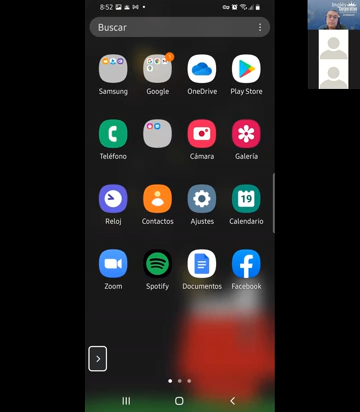 8:52
Buscar
1
Samsung
Google
OneDrive
Play Store
Teléfono
Cámara
Galería
19
Reloj
Contactos
Ajustes
Calendario
Zoom
Spotify
Documentos
Facebook